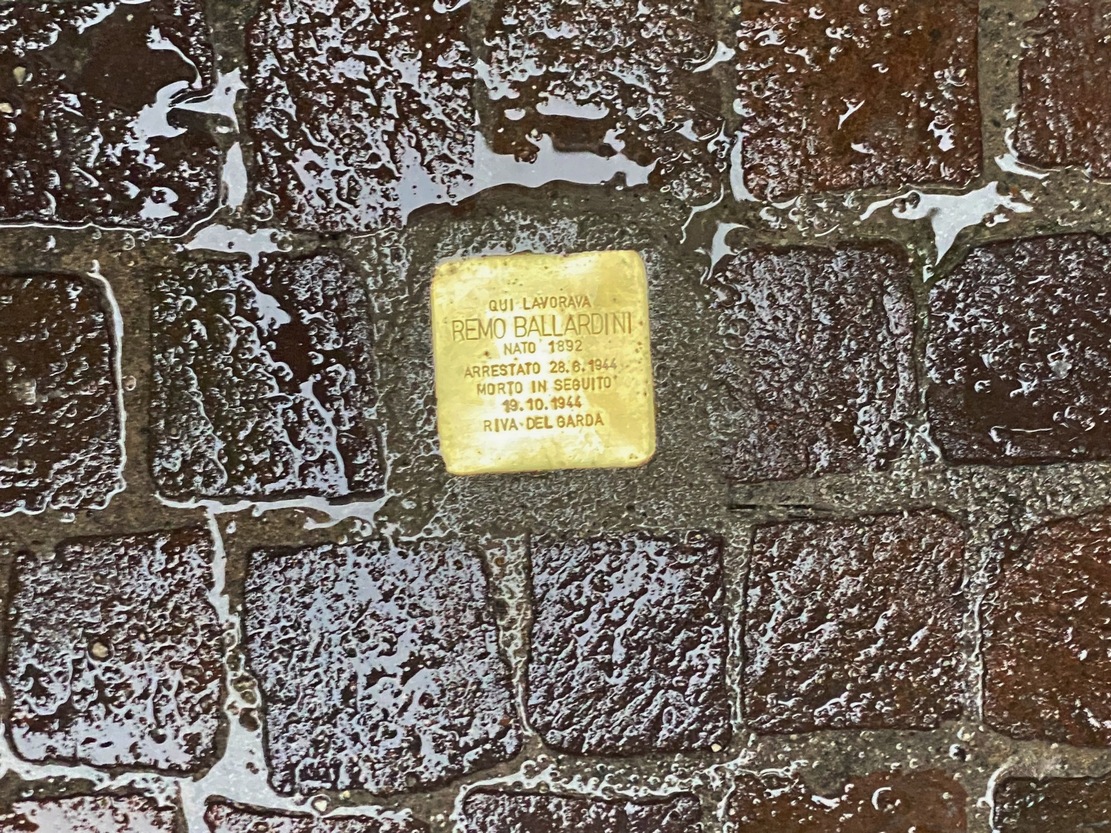 QUI LAVORAVA
REMO BALLARDINI
NATO 1892
ARRESTATO 28.6.1944
MORTO IN SEGUITO
19.10.1944
RIVA DEL GARDA